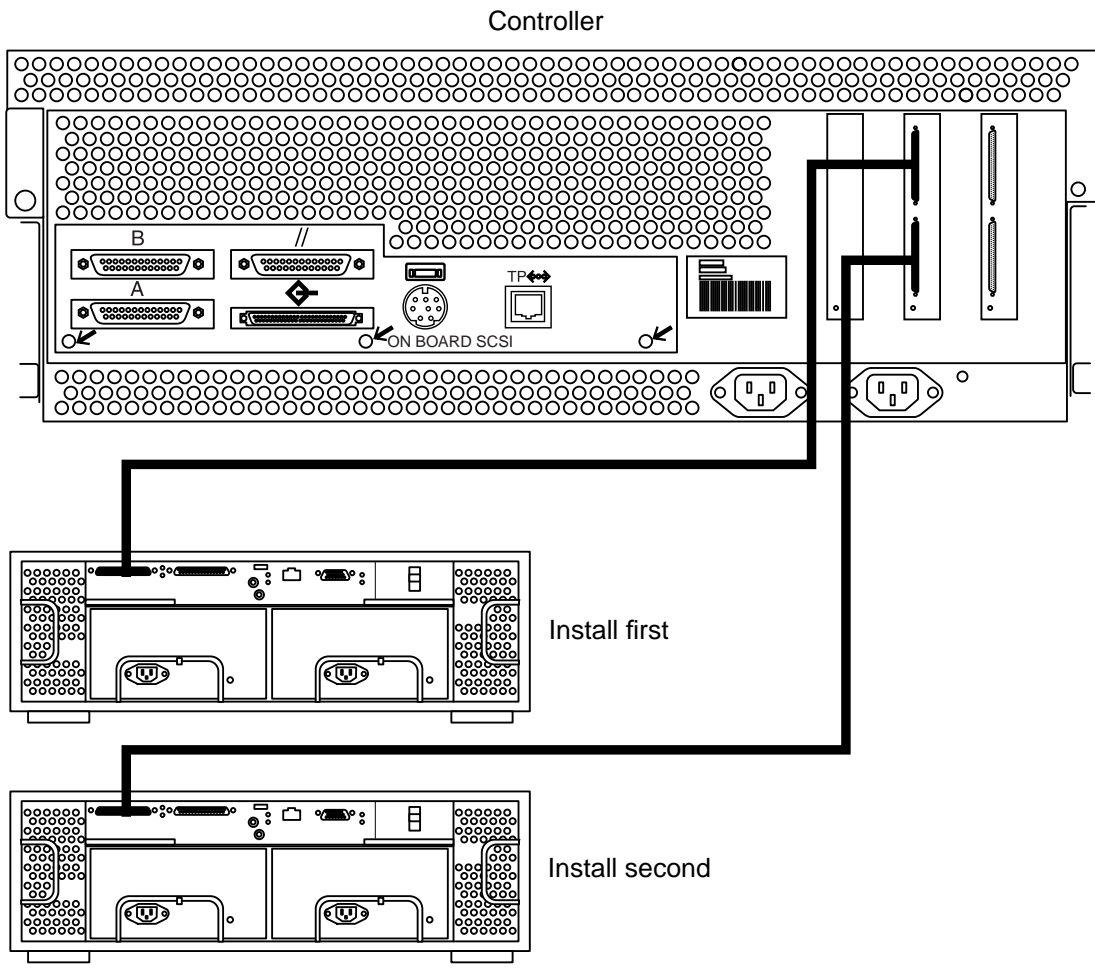 Controller
B
//
TP
A
ON BOARD SCSI
Install first
Install second